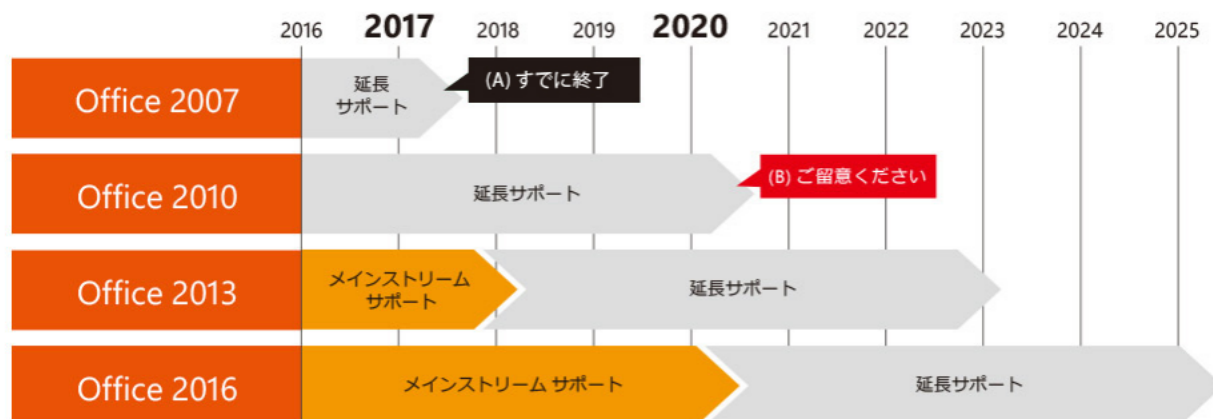 2016 2017 2018 2019 2020 2021 2022 2023 2024 2025
Office 2007
延長
サポート
(A) すでに終了
Office 2010
延長サポート
(B) ご留意ください
Office 2013
メインストリーム
サポート
延長サポート
Office 2016
メインストリーム サポート
延長サポート